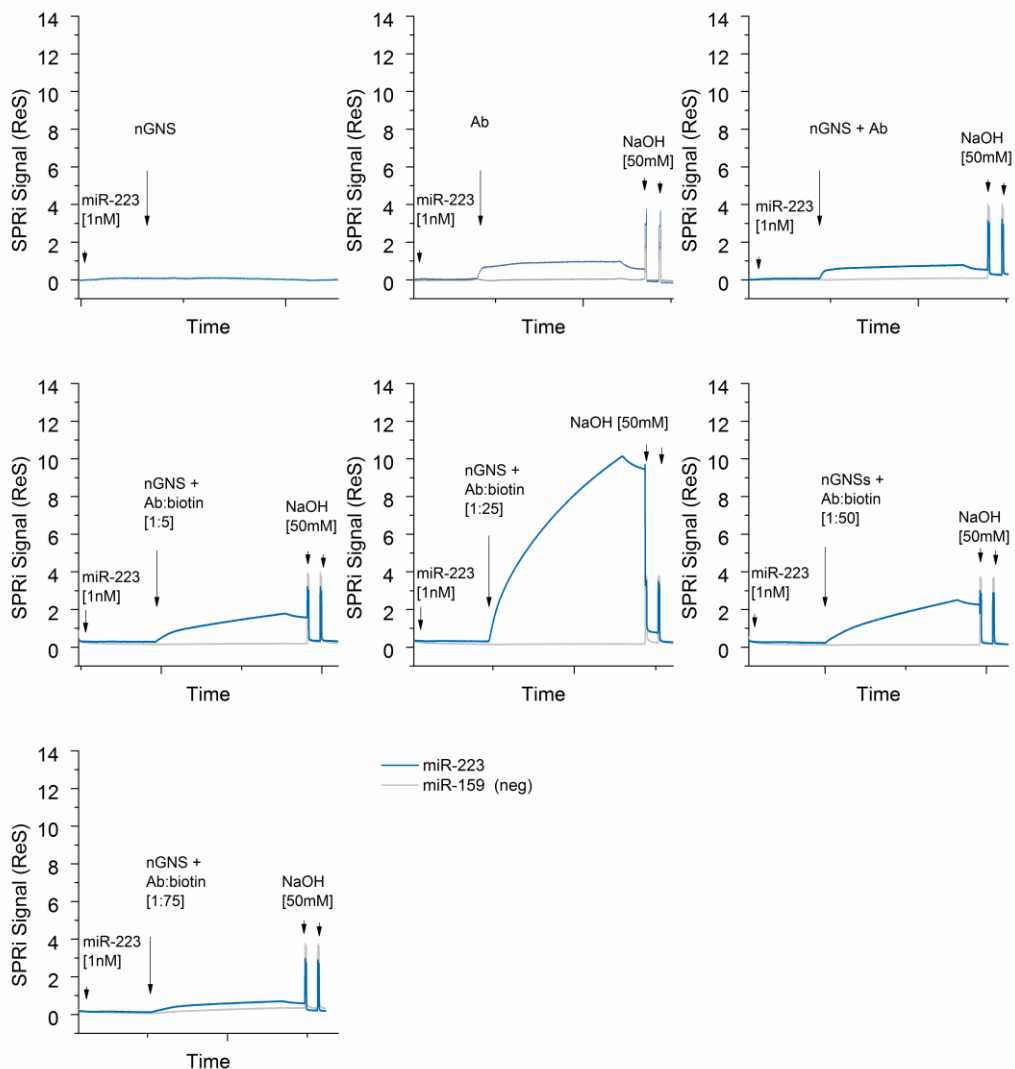 14
12
10
8
6
4
2
0
SPRi Signal (ReS)
nGNS
miR-223
[1nM]
Time
14
12
10
8
6
4
2
0
SPRi Signal (ReS)
Ab
NaOH
[50mM]
miR-223
[1nM]
Time
14
12
10
8
6
4
2
0
SPRi Signal (ReS)
nGNS + Ab
NaOH
[50mM]
miR-223
[1nM]
Time
14
12
10
8
6
4
2
0
SPRi Signal (ReS)
nGNS +
Ab:biotin
[1:5]
NaOH
[50mM]
miR-223
[1nM]
Time
14
12
10
8
6
4
2
0
SPRi Signal (ReS)
NaOH [50mM]
nGNS +
Ab:biotin
[1:25]
miR-223
[1nM]
Time
14
12
10
8
6
4
2
0
SPRi Signal (ReS)
nGNSs +
Ab:biotin
[1:50]
NaOH
[50mM]
miR-223
[1nM]
Time
14
12
10
8
6
4
2
0
SPRi Signal (ReS)
nGNS +
Ab:biotin
[1:75]
NaOH
[50mM]
miR-223
[1nM]
Time
miR-223
miR-159 (neg)